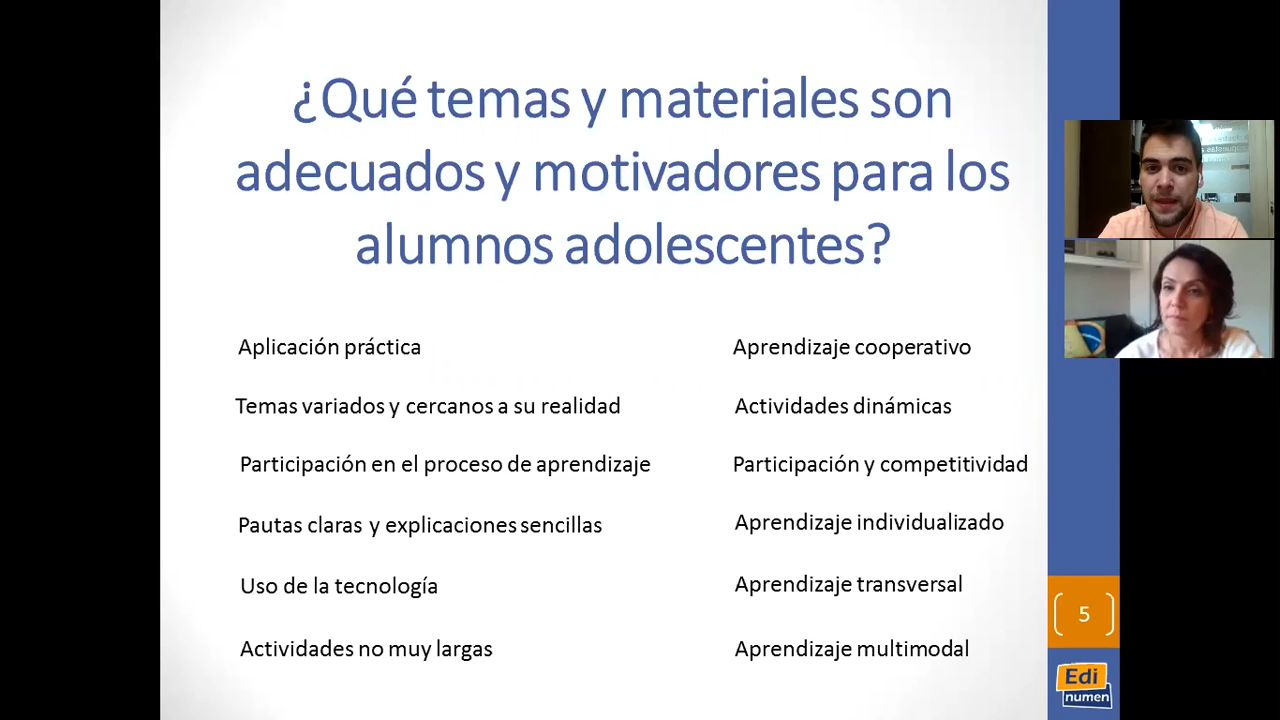 ¿Qué temas y materiales son
adecuados y motivadores para los
alumnos adolescentes?
Aplicación práctica
Temas variados y cercanos a su realidad
Participación en el proceso de aprendizaje
Pautas claras y explicaciones sencillas
Uso de la tecnología
Actividades no muy largas
Aprendizaje cooperativo
Actividades dinámicas
Participación y competitividad
Aprendizaje individualizado
Aprendizaje transversal
Aprendizaje multimodal
5
Edi
numen